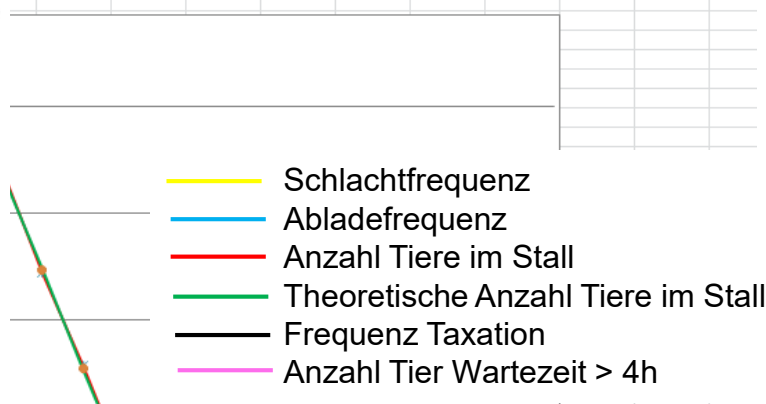 Schlachtfrequenz
Abladefrequenz
Anzahl Tiere im Stall
Theoretische Anzahl Tiere im Stall
Frequenz Taxation
Anzahl Tier Wartezeit > 4h